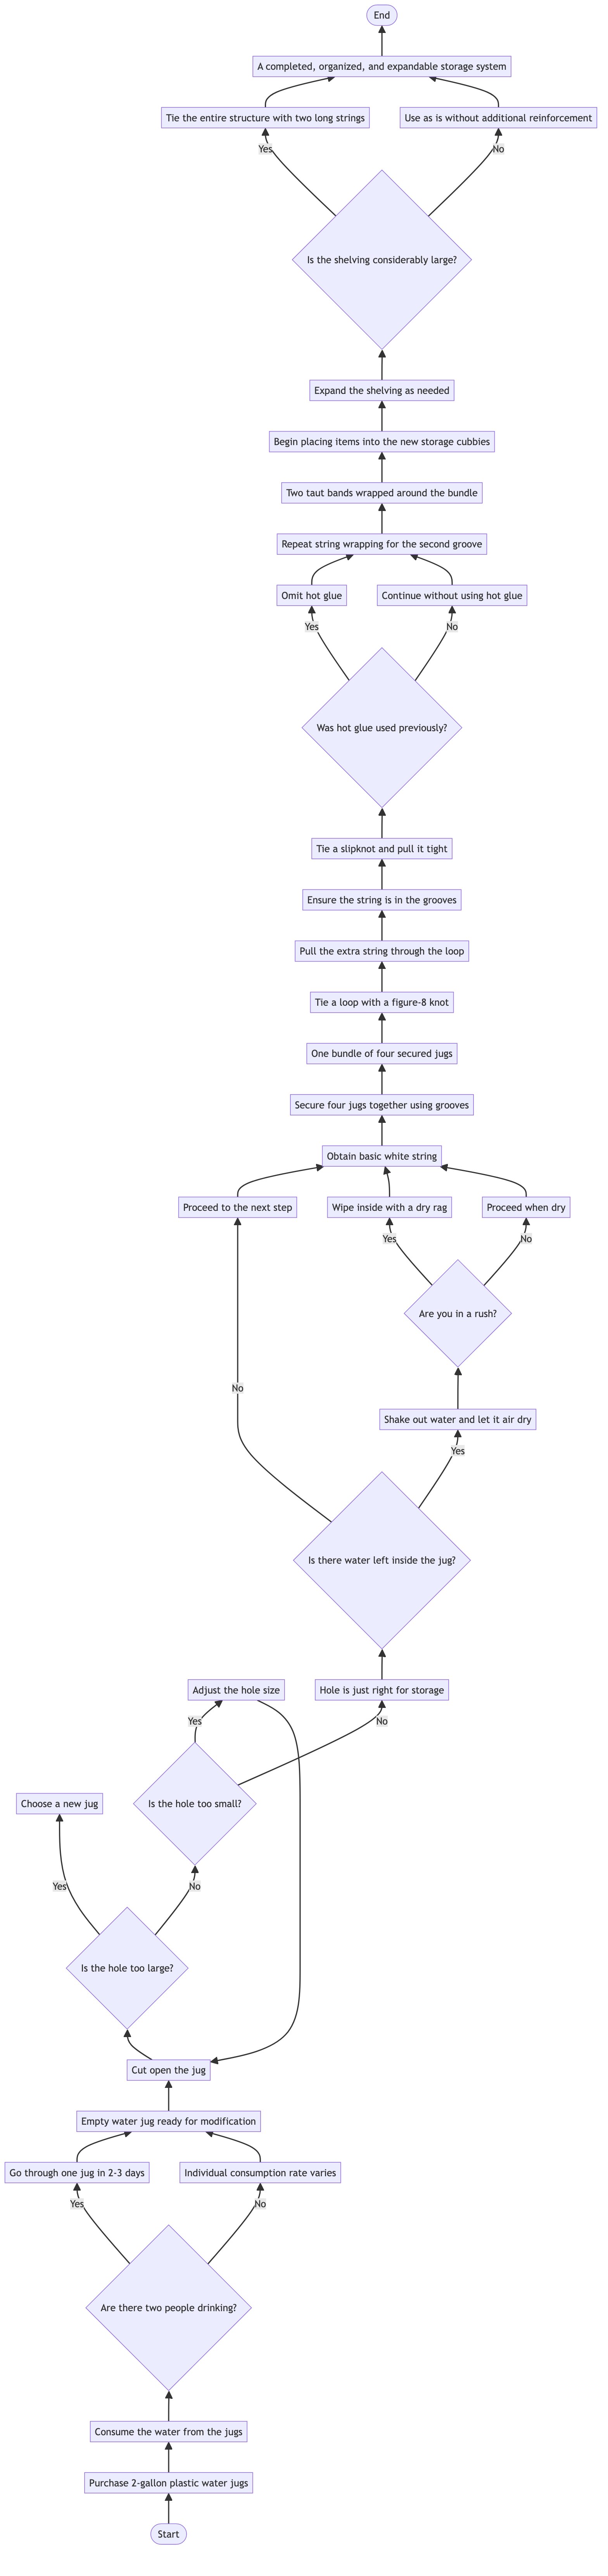 End
A completed, organized, and expandable storage system
Tie the entire structure with two long strings
Use as is without additional reinforcement
Yes
No
Is the shelving considerably large?
Expand the shelving as needed
Begin placing items into the new storage cubbies
Two taut bands wrapped around the bundle
Repeat string wrapping for the second groove
Omit hot glue
Continue without using hot glue
Yes
No
Was hot glue used previously?
Tie a slipknot and pull it tight
Ensure the string is in the grooves
Pull the extra string through the loop
Tie a loop with a figure-8 knot
One bundle of four secured jugs
Secure four jugs together using grooves
Obtain basic white string
Proceed to the next step
Wipe inside with a dry rag
Proceed when dry
Yes
No
Are you in a rush?
No
Shake out water and let it air dry
Yes
Is there water left inside the jug?
Adjust the hole size
Hole is just right for storage
Yes
No
Choose a new jug
Is the hole too small?
Yes
No
Is the hole too large?
Cut open the jug
Empty water jug ready for modification
Go through one jug in 2-3 days
Individual consumption rate varies
Yes
No
Are there two people drinking?
Consume the water from the jugs
Purchase 2-gallon plastic water jugs
Start